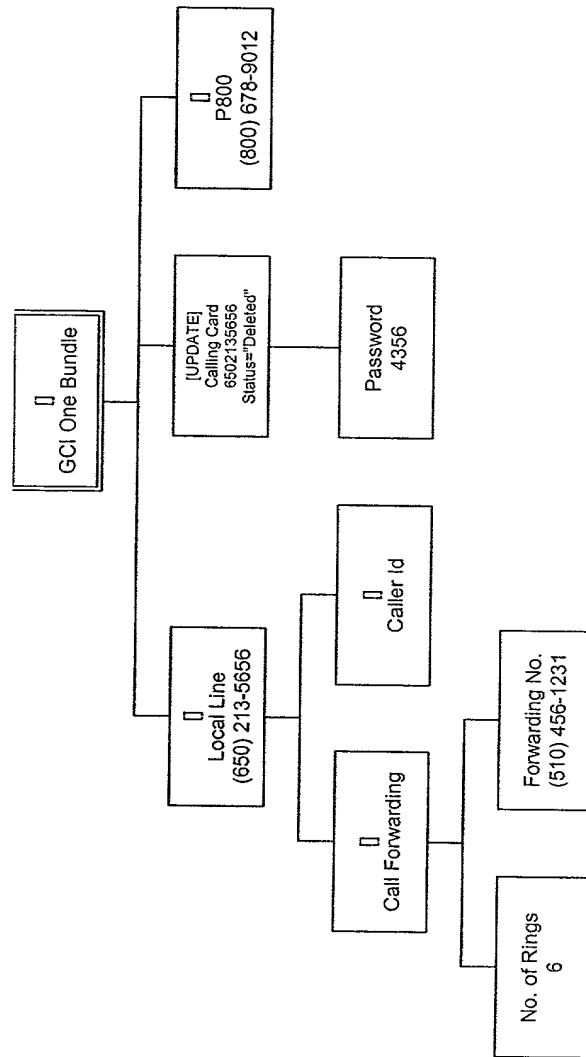 []
GCI One Bundle
[]
Local Line
(650) 213-5656
[UPDATE]
Calling Card
6502135656
Status="Deleted"
[]
P800
(800) 678-9012
[]
Call Forwarding
[]
Caller Id
Password
4356
No. of Rings
6
Forwarding No.
(510) 456-1231